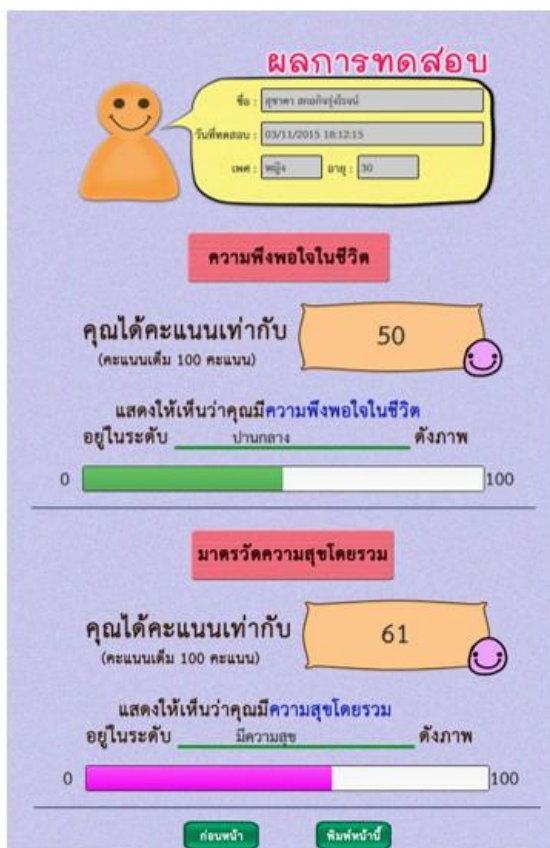 ผลการทดสอบ
ชื่อ : สุชาคา
วันที่ทดสอบ : 03/11/2015 18:12:15
เพศ : หญิง อายุ : 30
ความพึงพอใจในชีวิต
คุณได้คะแนนเท่ากับ 50
(คะแนนเต็ม 100 คะแนน)
แสดงให้เห็นว่าคุณมีความพึงพอใจในชีวิต
อยู่ในระดับ ปานกลาง ดังภาพ
0 100
มาตรวัดความสุขโดยรวม
คุณได้คะแนนเท่ากับ 61
(คะแนนเต็ม 100 คะแนน)
แสดงให้เห็นว่าคุณมีความสุขโดยรวม
อยู่ในระดับ มีความสุข ดังภาพ
0 100
ก่อนหน้า พิมพ์หน้านี้